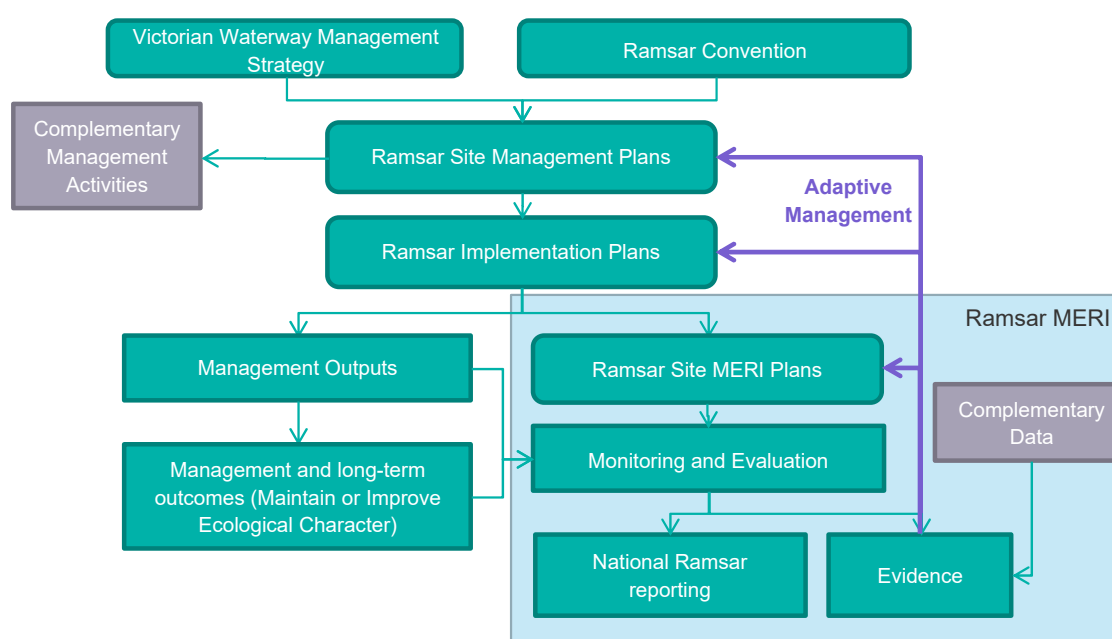 Victorian Waterway Management
Strategy
Ramsar Convention
Complementary
Management
Activities
Ramsar Site Management Plans
Adaptive
Management
Ramsar Implementation Plans
Ramsar MERI
Management Outputs
Ramsar Site MERI Plans
Complementary
Data
Management and long-term
outcomes (Maintain or Improve
Ecological Character)
Monitoring and Evaluation
National Ramsar
reporting
Evidence